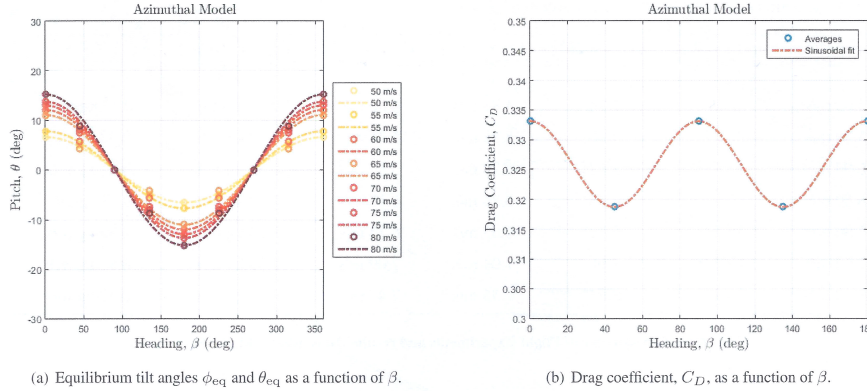 Azimuthal Model
30
20
10
0
-10
-20
-30
Pitch, θ (deg)
0 50 100 150 200 250 300 350
Heading, β (deg)
50 m/s
50 m/s
55 m/s
55 m/s
60 m/s
60 m/s
65 m/s
65 m/s
70 m/s
70 m/s
75 m/s
75 m/s
80 m/s
80 m/s
(a) Equilibrium tilt angles ϕeq and θeq as a function of β.
Azimuthal Model
0.35
0.345
0.34
0.335
0.33
0.325
0.32
0.315
0.31
0.305
0.3
Drag Coefficient, CD
0 20 40 60 80 100 120 140 160 180
Heading, β (deg)
Averages
Sinusoidal fit
(b) Drag coefficient, CD, as a function of β.